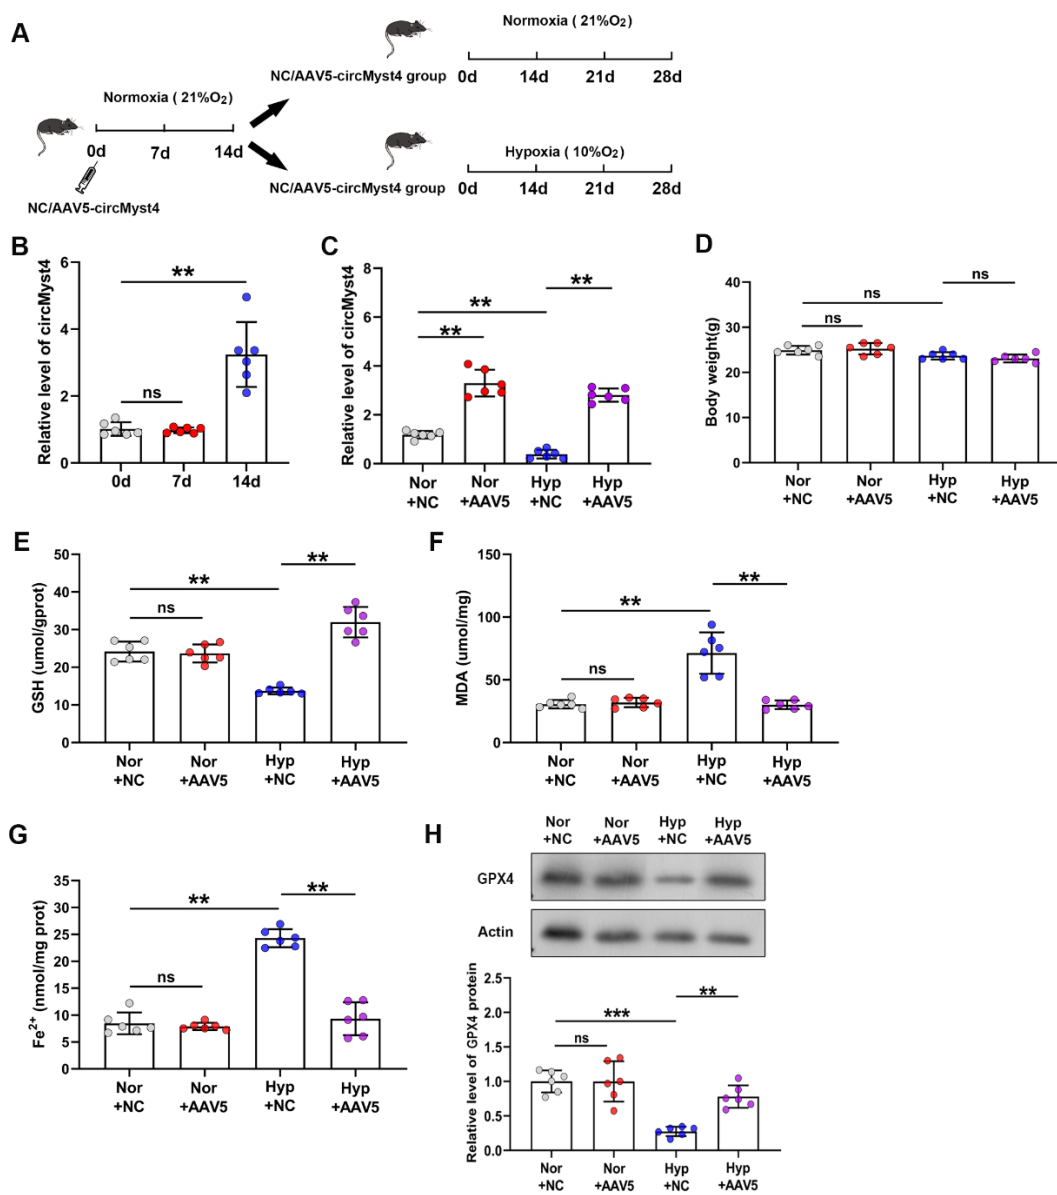 A
Normoxia ( 21%O2)
NC/AAV5-circMyst4 group
0d 14d 21d 28d
Normoxia ( 21%O2)
0d 7d 14d
NC/AAV5-circMyst4
Hypoxia ( 10%O2)
NC/AAV5-circMyst4 group
0d 14d 21d 28d
B
Relative level of circMyst4
6
4
2
0
**
ns
0d 7d 14d
C
Relative level of circMyst4
8
6
4
2
0
**
**
**
Nor +NC
Nor +AAV5
Hyp +NC
Hyp +AAV5
D
Body weight(g)
40
30
20
10
0
ns
ns
ns
Nor +NC
Nor +AAV5
Hyp +NC
Hyp +AAV5
E
GSH (umol/gprot)
50
40
30
20
10
0
**
**
ns
Nor +NC
Nor +AAV5
Hyp +NC
Hyp +AAV5
F
MDA (umol/mg)
150
100
50
0
**
**
ns
Nor +NC
Nor +AAV5
Hyp +NC
Hyp +AAV5
G
Fe2+ (nmol/mg prot)
35
30
25
20
15
10
5
0
**
**
ns
Nor +NC
Nor +AAV5
Hyp +NC
Hyp +AAV5
H
Nor +NC
Nor +AAV5
Hyp +NC
Hyp +AAV5
GPX4
Actin
Relative level of GPX4 protein
2.5
2.0
1.5
1.0
0.5
0.0
**
***
ns
Nor +NC
Nor +AAV5
Hyp +NC
Hyp +AAV5